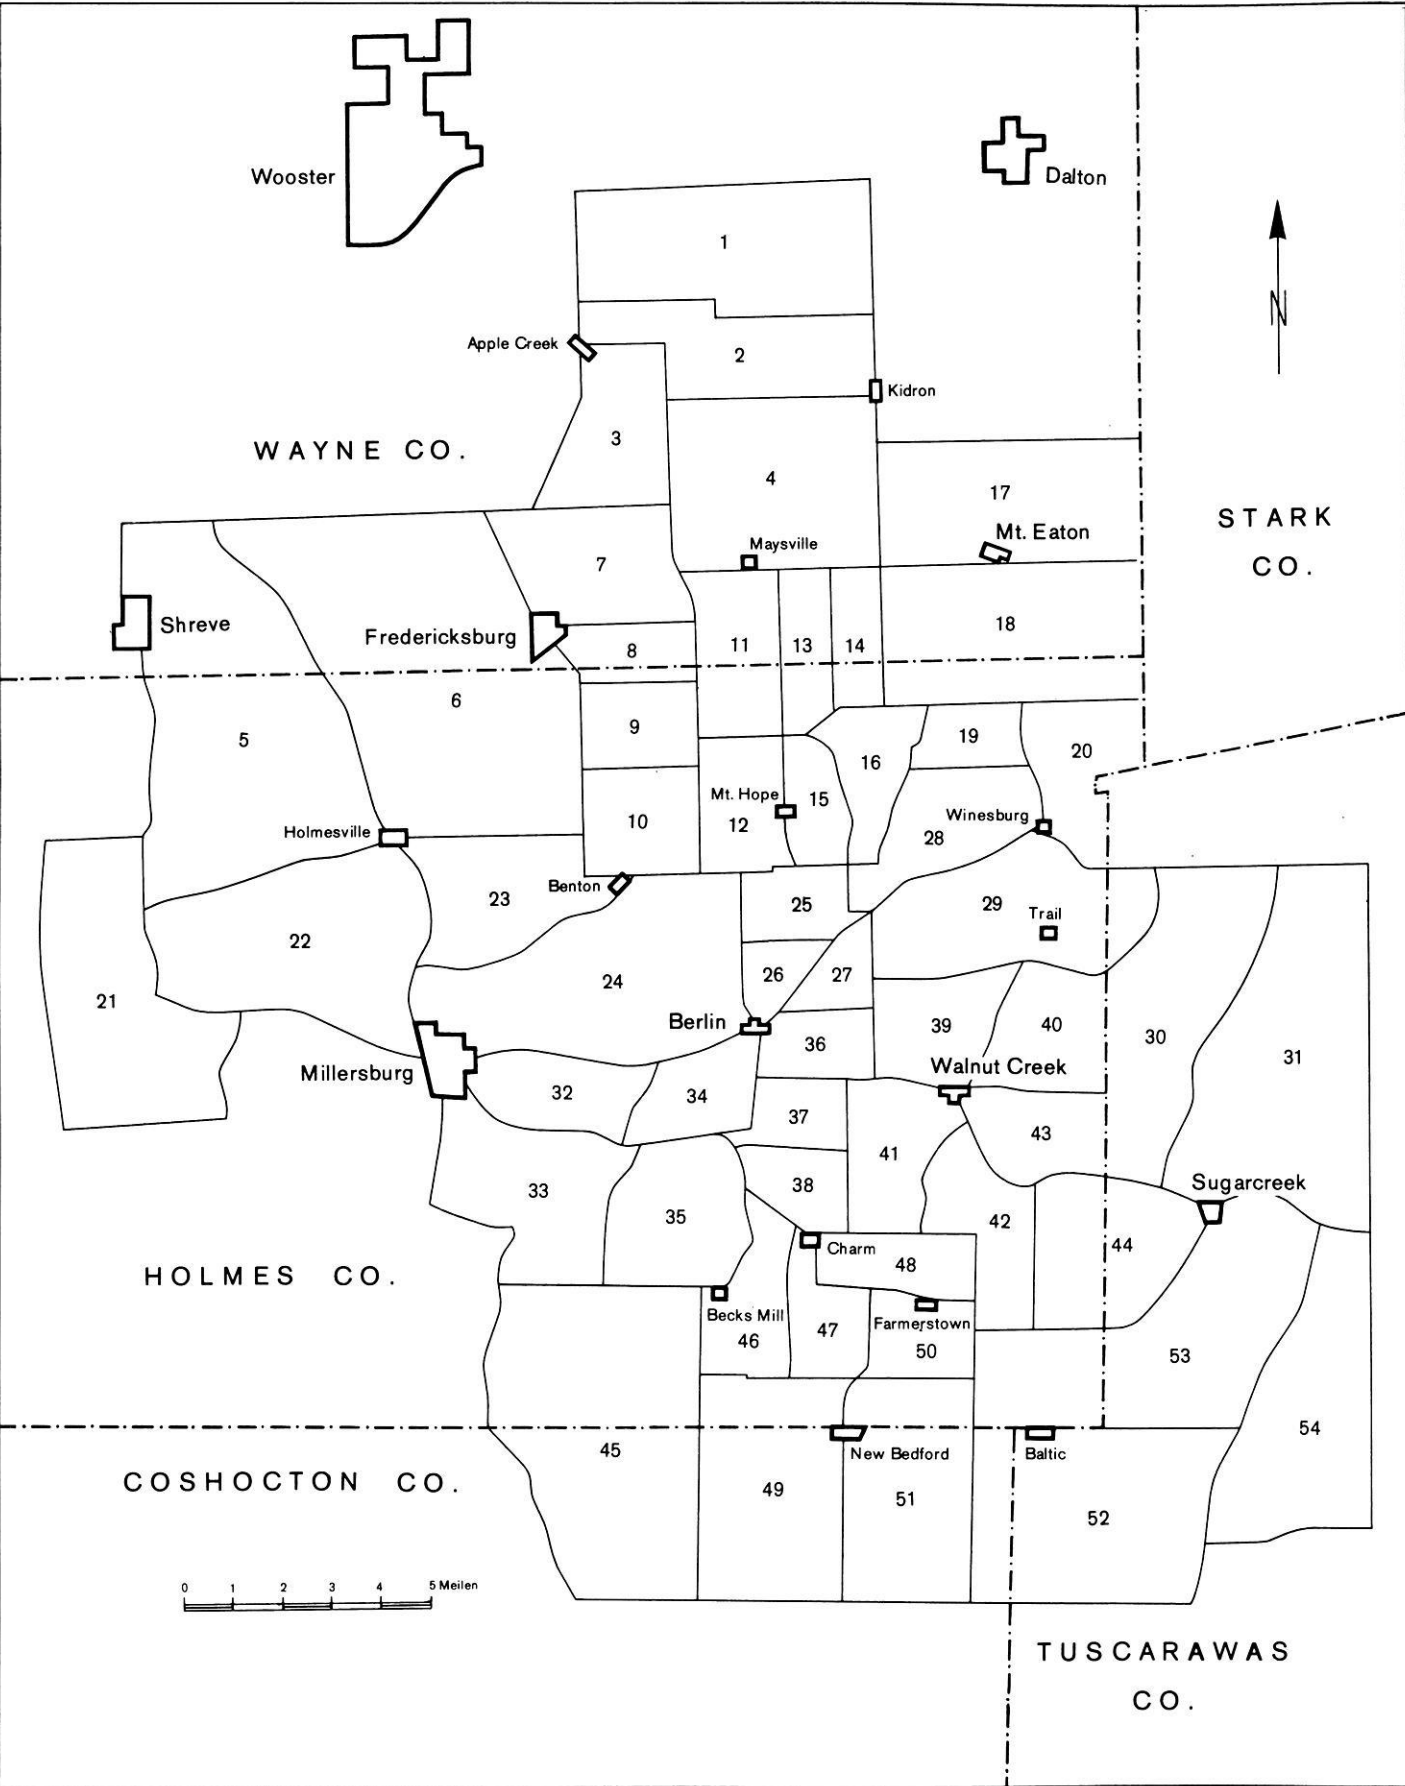 Wooster
Dalton
1
N
Apple Creek
2
Kidron
3
WAYNE CO.
4
17
STARK
CO.
Mt. Eaton
Maysville
7
Shreve
Fredericksburg
18
8
11
13
14
6
9
5
19
20
16
Mt. Hope
15
10
12
Winesburg
Holmesville
28
Benton
23
25
29
Trail
22
24
26
27
21
Berlin
39
40
30
36
31
Walnut Creek
Millersburg
32
34
37
43
41
33
38
Sugarcreek
35
42
44
Charm
48
HOLMES CO.
Becks Mill
Farmerstown
46
47
50
53
54
45
New Bedford
Baltic
COSHOCTON CO.
49
51
52
0 1 2 3 4 5 Meilen
TUSCARAWAS
CO.